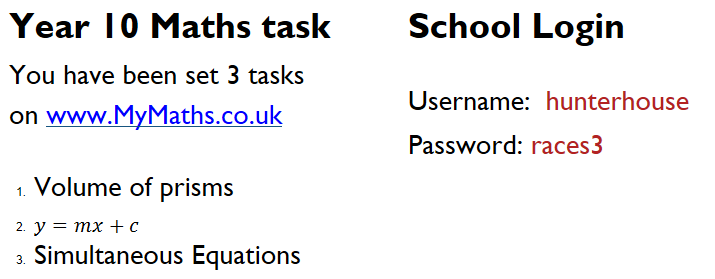 Year 10 Maths task
You have been set 3 tasks
on www.MyMaths.co.uk
1. Volume of prisms
2. y = mx + c
3. Simultaneous Equations
School Login
Username: hunterhouse
Password: races3